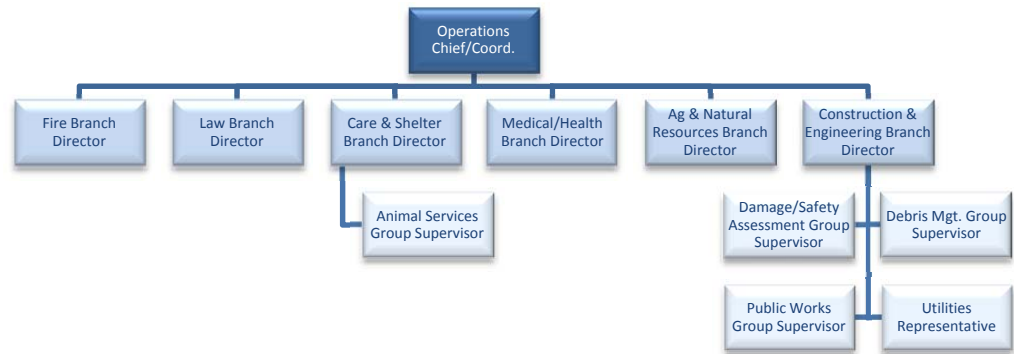 Operations
Chief/Coord.
Fire Branch
Director
Law Branch
Director
Care & Shelter
Branch Director
Medical/Health
Branch Director
Ag & Natural
Resources Branch
Director
Construction &
Engineering Branch
Director
Animal Services
Group Supervisor
Damage/Safety
Assessment Group
Supervisor
Debris Mgt. Group
Supervisor
Public Works
Group Supervisor
Utilities
Representative